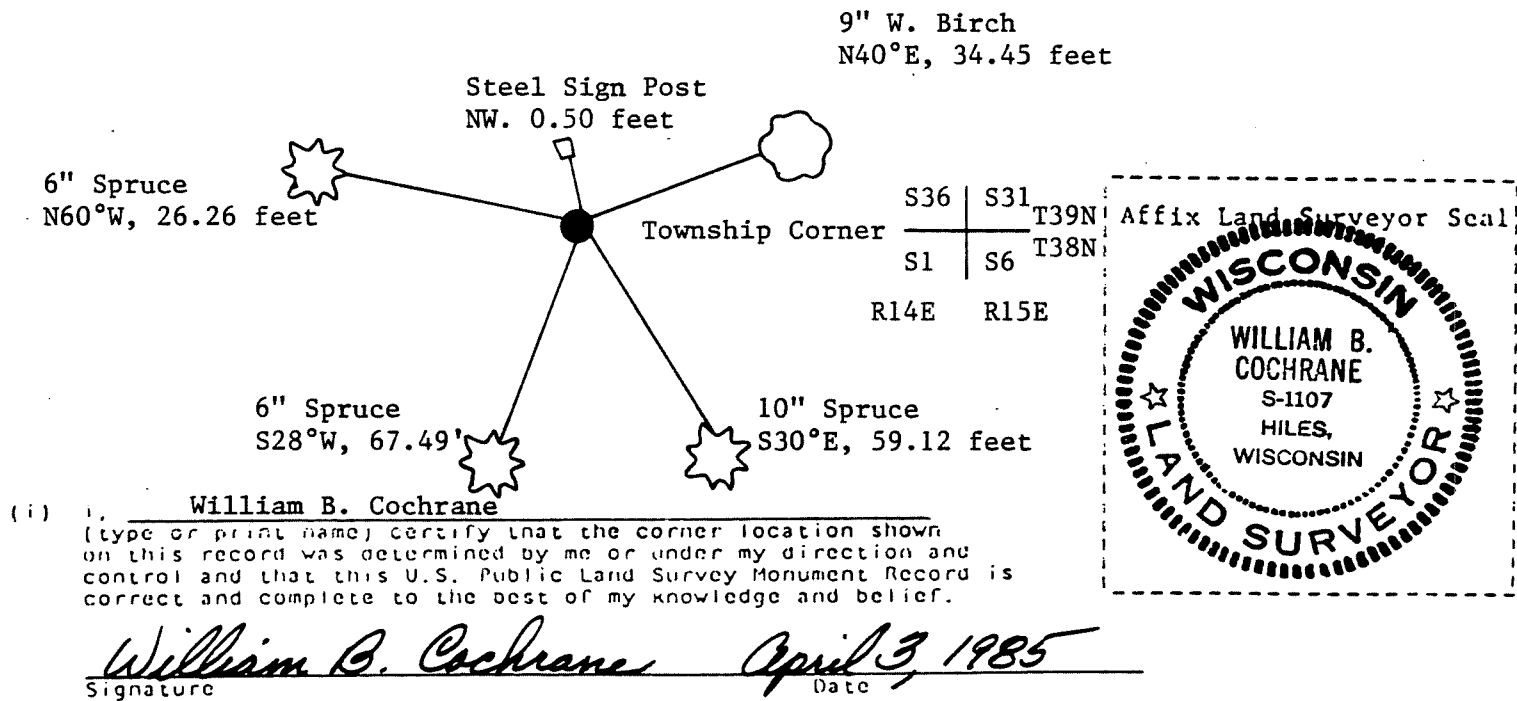 9" W. Birch
N40°E, 34.45 feet
Steel Sign Post
NW. 0.50 feet
6" Spruce
N60°W, 26.26 feet
Township Corner
S36 S31
T39N
T38N
S1 S6
R14E R15E
Affix Land Surveyor Seal
WISCONSIN
WILLIAM B.
COCHRANE
S-1107
HILES,
WISCONSIN
LAND SURVEYOR
6" Spruce
S28°W, 67.49'
10" Spruce
S30°E, 59.12 feet
(i) I, William B. Cochrane
(type or print name) certify that the corner location shown
on this record was determined by me or under my direction and
control and that this U.S. Public Land Survey Monument Record is
correct and complete to the best of my knowledge and belief.
William B. Cochrane April 3, 1985
Signature Date